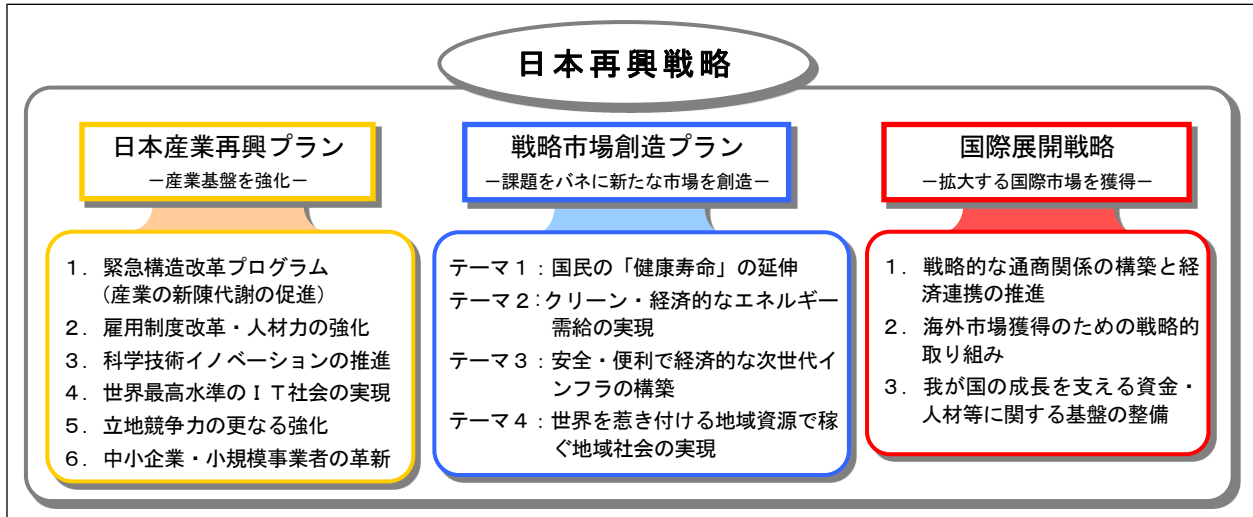 日本再興戦略
日本産業再興プラン
－産業基盤を強化－
1. 緊急構造改革プログラム
(産業の新陳代謝の促進)
2. 雇用制度改革・人材力の強化
3. 科学技術イノベーションの推進
4. 世界最高水準のＩＴ社会の実現
5. 立地競争力の更なる強化
6. 中小企業・小規模事業者の革新
戦略市場創造プラン
－課題をバネに新たな市場を創造－
テーマ１：国民の「健康寿命」の延伸
テーマ２：クリーン・経済的なエネルギー
需給の実現
テーマ３：安全・便利で経済的な次世代イ
ンフラの構築
テーマ４：世界を惹き付ける地域資源で稼
ぐ地域社会の実現
国際展開戦略
－拡大する国際市場を獲得－
1. 戦略的な通商関係の構築と経
済連携の推進
2. 海外市場獲得のための戦略的
取り組み
3. 我が国の成長を支える資金・
人材等に関する基盤の整備